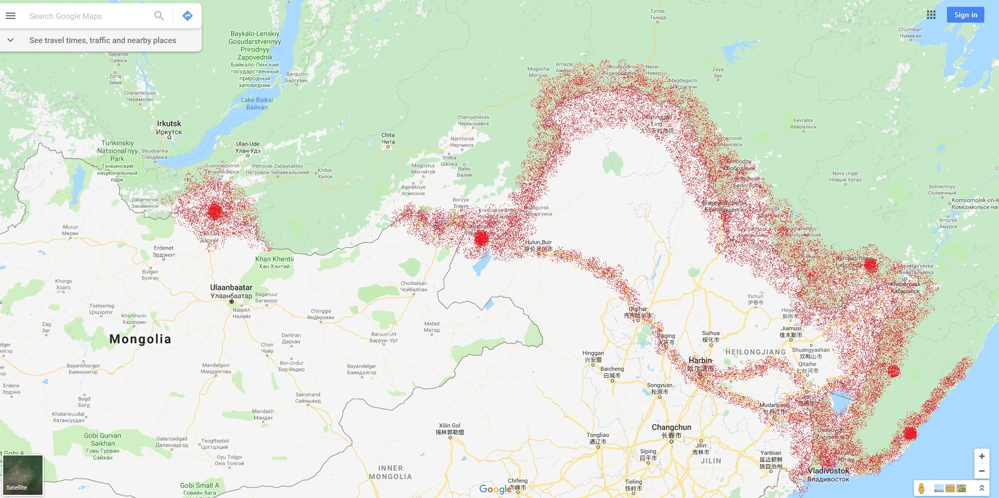 Search Google Maps
See travel times, traffic and nearby places
Sign in
Tynda
Тында
Chumikan
Чумикан
Baykalo-Lenskiy
Gosudarstvennyy
Prirodnyy
Zapovednik
Байкало-Ленский
государственный
природный
заповедник
Sayansk
Саянск
Zima
Зима
Cheremkhovo
Черемхово
Barguzin
Баргузин
Lake Baikal
Байкал
Irkutsk
Иркутск
Mogocha
Могоча
Amazar
Never
Невер
Magdagachi
Магдагачи
Zeya
Зея
Chernyshevsk
Чернышевск
Fevralsk
Февральск
Ling
Chita
Чита
Nerchinsk
Нерчинск
Tunkinskiy
Natsional'nyy
Park
Тункинский
национальный
парк
Slyudyanka
Слюдянка
Ulan-Ude
Улан-Удэ
Shilka
Шилка
Baley
Балей
Mogoytuy
Могойтуй
Petrovsk-Zabaykalsky
Петровск-Забайкальский
Khilok
Хилок
Gusinoozyorsk
Novy Urgal
Новый Ургал
Aginskoye
Агинское
Solnechnyy
Солнечный
Komsomolsk-on-A
Комсомольск-на-
Zakamensk
Закаменск
Borzya
Борзя
Blagoveshchensk
Благовещенск
Amursk
Амурск
Murun
Мөрөн
Erdenet
Эрдэнэт
Hulun Buir
呼伦贝尔市
Khan Khentii
Хан Хэнтий
Bulgan
Булган
Khorgo
Хорго
Khabarovsk
Хабаровск
Choibalsan
Чойбалсан
Ulaanbaatar
Улаанбаатар
Baganuur
Багануур
Nalaikh
Налайх
Yichun
伊春市
Tsetserleg
Цэцэрлэг
Kharkhorin
Хархорин
Chinggis
Өндөрхаан
Qiqihar
齐齐哈尔市
Zag
Заг
Matad
Матад
Jiamusi
佳木斯市
Mongolia
Darkhan
Дархан
Baruun-Urt
Баруун-Урт
Daqing
大庆市
Suihua
绥化市
Choir
Чойр
HEILONGJIANG
Shuangyashan
双鸭山市
Hinggan
兴安盟
Harbin
Qitaihe
七台河市
Bayankhongor
Баянхонгор
Mandalgovi
Мандалговь
Bor-Undur
Бор-Өндөр
Bayandelger
Баяндэлгэр
Baicheng
白城市
Songyuan
松原市
Erdene
Эрдэнэ
Sainshand
Сайншанд
Bogd
Богд
Mudanjiang
牡丹江市
Khatansuudal
Хатансуудал
Mandakh
Мандах
Xilin Gol
锡林郭勒盟
Changchun
长春市
Gobi Gurvan
Saikhan
Говь Гурван
Сайхан
Dalanzadgad
Даланзадгад
Tsogttsetsii
Цогтцэций
Tongliao
通辽市
Jilin
吉林市
Oyu Tolgoi
Оюу Толгой
Siping
四平市
Yanbian
延边朝鲜
族自治州
JILIN
INNER
MONGOLIA
Vladivostok
Владивосток
Gobi Small A
Говийн бага
Chifeng
赤峰市
Tieling
铁岭市
Satellite
Google